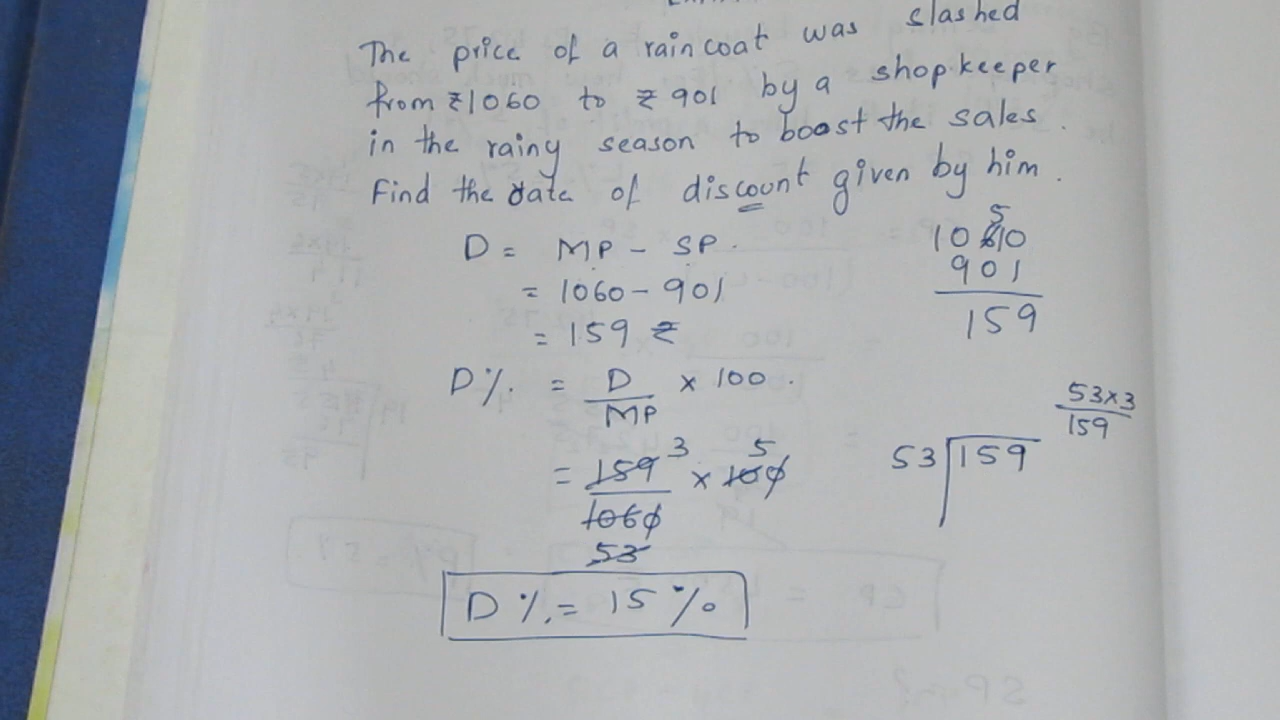 The price of a raincoat was slashed
from ₹1060 to ₹901 by a shopkeeper
in the rainy season to boost the sales.
Find the rate of discount given by him.
D = MP - SP.
= 1060 - 901
= 159 ₹
1060
5
901
159
D% = D/MP × 100.
= 159/1060 × 100
3
5
53
53×3
159
53)159
D% = 15%